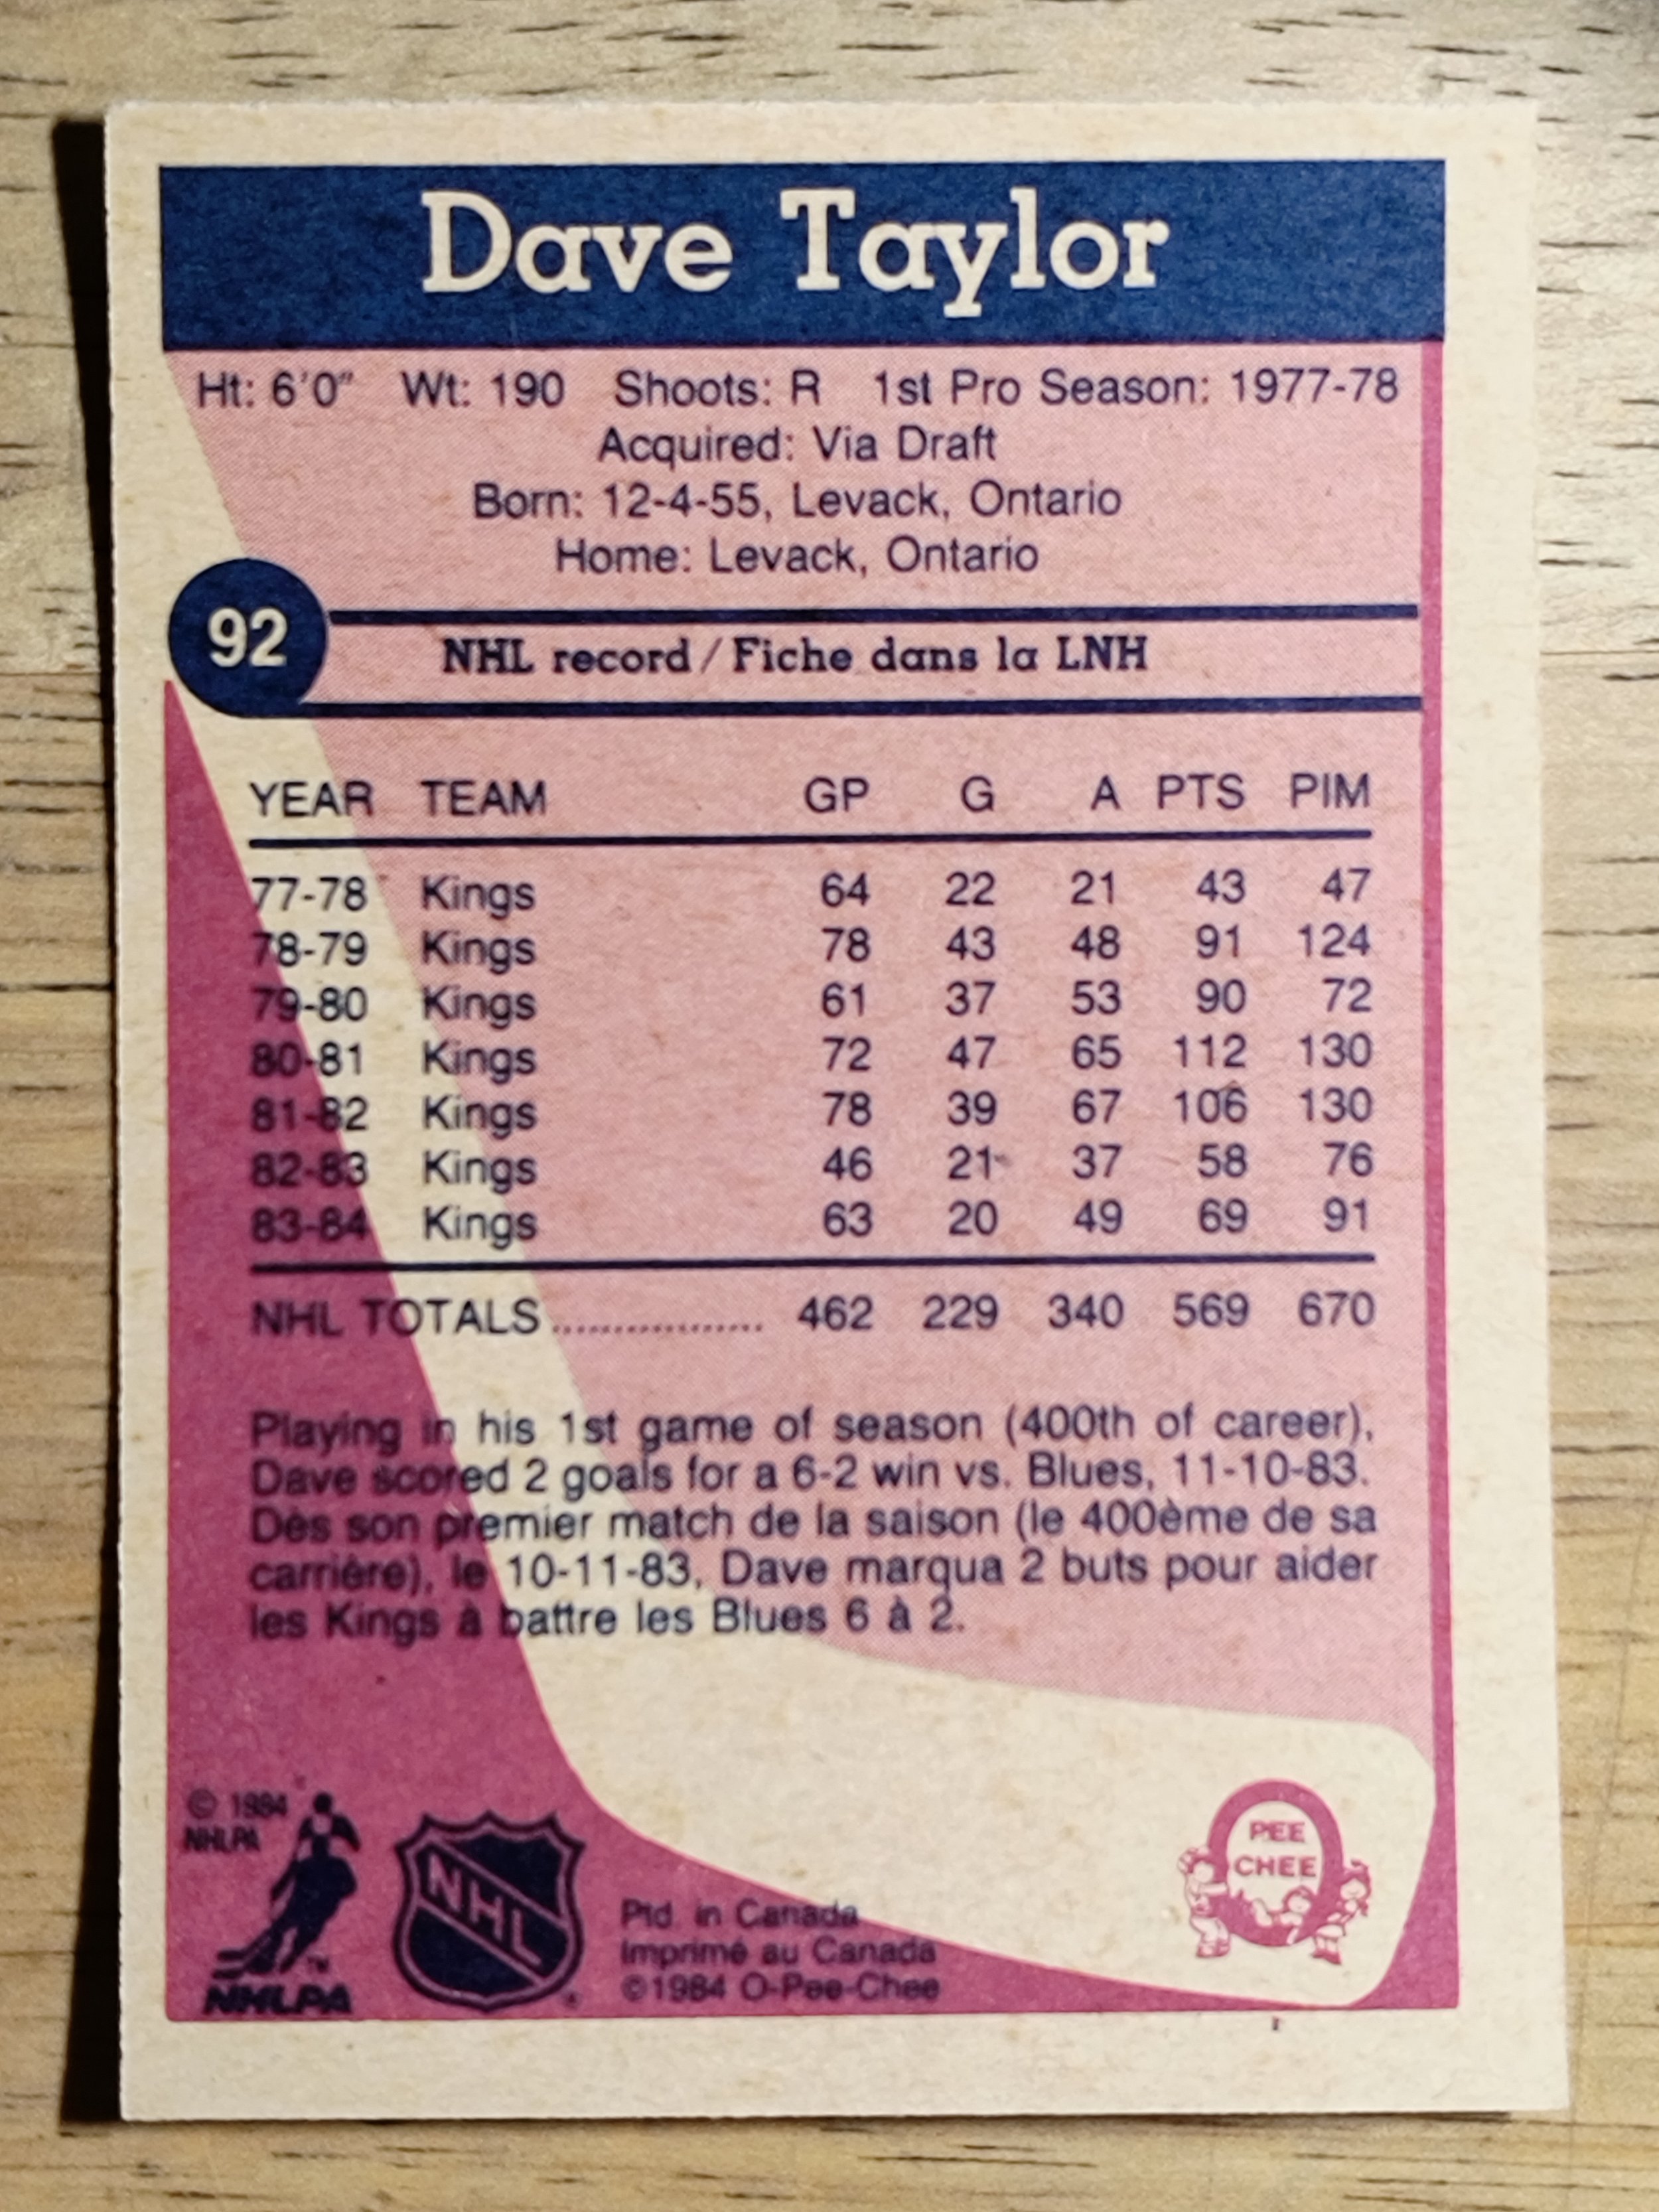 Dave Taylor
Ht: 6'0" Wt: 190 Shoots: R 1st Pro Season: 1977-78
Acquired: Via Draft
Born: 12-4-55, Levack, Ontario
Home: Levack, Ontario
92
NHL record / Fiche dans la LNH
YEAR TEAM GP G A PTS PIM
77-78 Kings 64 22 21 43 47
78-79 Kings 78 43 48 91 124
79-80 Kings 61 37 53 90 72
80-81 Kings 72 47 65 112 130
81-82 Kings 78 39 67 106 130
82-83 Kings 46 21 37 58 76
83-84 Kings 63 20 49 69 91
NHL TOTALS ................. 462 229 340 569 670
Playing in his 1st game of season (400th of career),
Dave scored 2 goals for a 6-2 win vs. Blues, 11-10-83.
Dès son premier match de la saison (le 400ème de sa
carrière), le 10-11-83, Dave marqua 2 buts pour aider
les Kings à battre les Blues 6 à 2.
© 1984
NHLPA
TM
NHLPA
NHL
Ptd. in Canada
Imprimé au Canada
©1984 O-Pee-Chee
PEE
CHEE